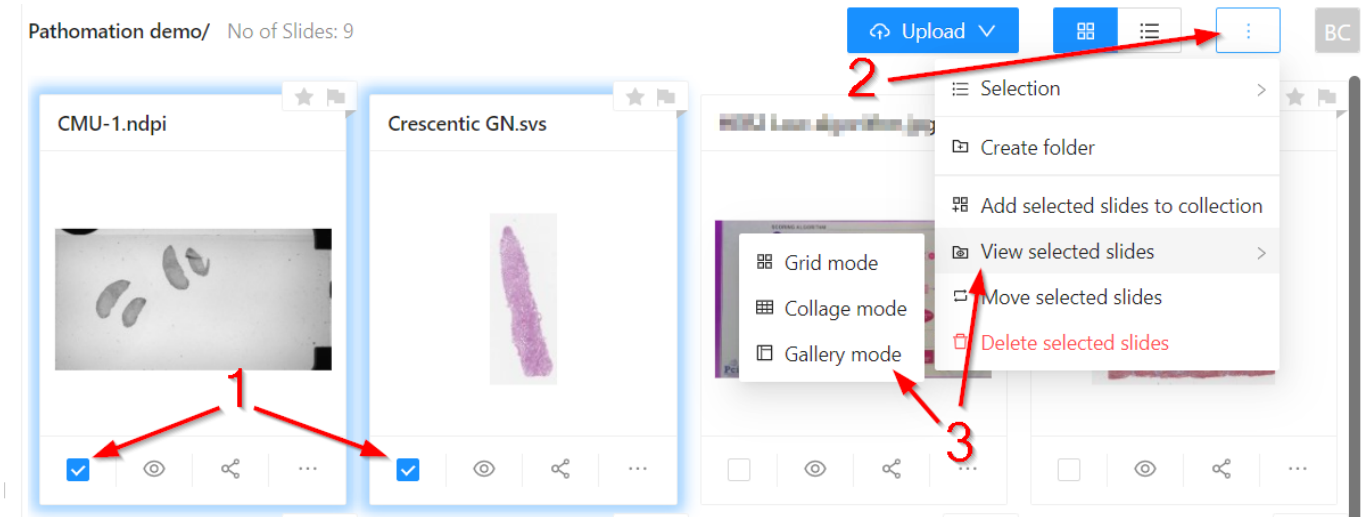 Pathomation demo/ No of Slides: 9
Upload
BC
2
Selection
CMU-1.ndpi
Crescentic GN.svs
Create folder
Add selected slides to collection
View selected slides
Move selected slides
Delete selected slides
Grid mode
Collage mode
Gallery mode
1
3